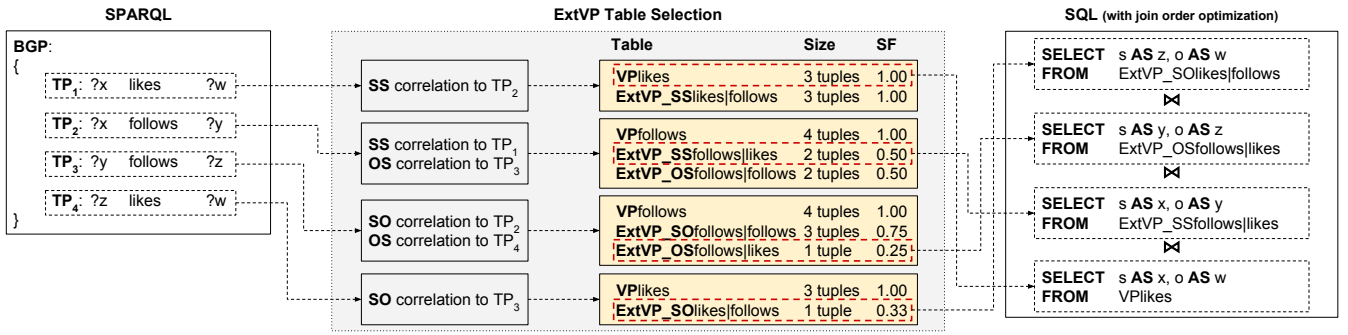 SPARQL
BGP:
{
TP1: ?x likes ?w
TP2: ?x follows ?y
TP3: ?y follows ?z
TP4: ?z likes ?w
}
ExtVP Table Selection
Table Size SF
SS correlation to TP2
VPlikes 3 tuples 1.00
ExtVP_SSlikes|follows 3 tuples 1.00
SS correlation to TP1
OS correlation to TP3
VPfollows 4 tuples 1.00
ExtVP_SSfollows|likes 2 tuples 0.50
ExtVP_OSfollows|follows 2 tuples 0.50
SO correlation to TP2
OS correlation to TP4
VPfollows 4 tuples 1.00
ExtVP_SOfollows|follows 3 tuples 0.75
ExtVP_OSfollows|likes 1 tuple 0.25
SO correlation to TP3
VPlikes 3 tuples 1.00
ExtVP_SOlikes|follows 1 tuple 0.33
SQL (with join order optimization)
SELECT s AS z, o AS w
FROM ExtVP_SOlikes|follows
⋈
SELECT s AS y, o AS z
FROM ExtVP_OSfollows|likes
⋈
SELECT s AS x, o AS y
FROM ExtVP_SSfollows|likes
⋈
SELECT s AS x, o AS w
FROM VPlikes